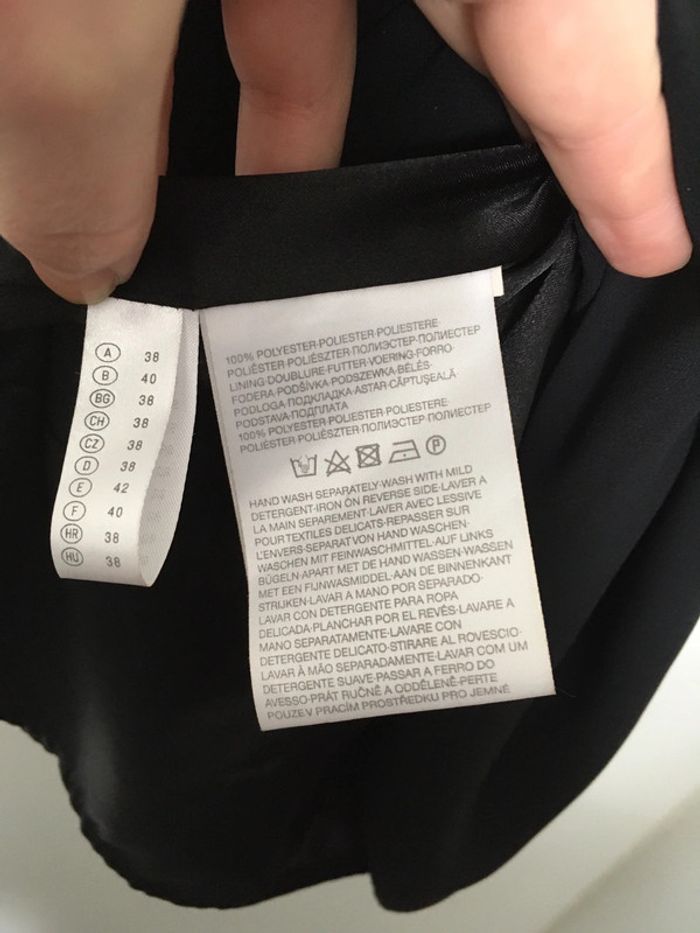 A 38
B 40
BG 38
CH 38
CZ 38
D 38
E 42
F 40
HR 38
HU 38
100% POLYESTER·POLIESTER·POLIESTERE·
POLIÉSTER·POLIÉSZTER·ПОЛИЭСТЕР·ПОЛИЕСТЕР
LINING·DOUBLURE·FUTTER·VOERING·FORRO·
FODERA·PODŠÍVKA·PODSZEWKA·BÉLÉS·
PODLOGA·ПОДКЛАДКА·ASTAR·CĂPTUŞEALĂ
PODSTAVA·ПОДПЛАТА
100% POLYESTER·POLIESTER·POLIESTERE·
POLIÉSTER·POLIÉSZTER·ПОЛИЭСТЕР·ПОЛИЕСТЕР
P
HAND WASH SEPARATELY·WASH WITH MILD
DETERGENT·IRON ON REVERSE SIDE·LAVER A
LA MAIN SEPAREMENT·LAVER AVEC LESSIVE
POUR TEXTILES DELICATS·REPASSER SUR
L'ENVERS·SEPARAT VON HAND WASCHEN·
WASCHEN MIT FEINWASCHMITTEL·AUF LINKS
BÜGELN·APART MET DE HAND WASSEN·WASSEN
MET EEN FIJNWASMIDDEL·AAN DE BINNENKANT
STRIJKEN·LAVAR A MANO POR SEPARADO·
LAVAR CON DETERGENTE PARA ROPA
DELICADA·PLANCHAR POR EL REVÉS·LAVARE A
MANO SEPARATAMENTE·LAVARE CON
DETERGENTE DELICATO·STIRARE AL ROVESCIO·
LAVAR À MÃO SEPARADAMENTE·LAVAR COM UM
DETERGENTE SUAVE·PASSAR A FERRO DO
AVESSO·PRÁT RUČNĚ A ODDĚLENĚ·PERTE
POUZE V PRACÍM PROSTŘEDKU PRO JEMNÉ